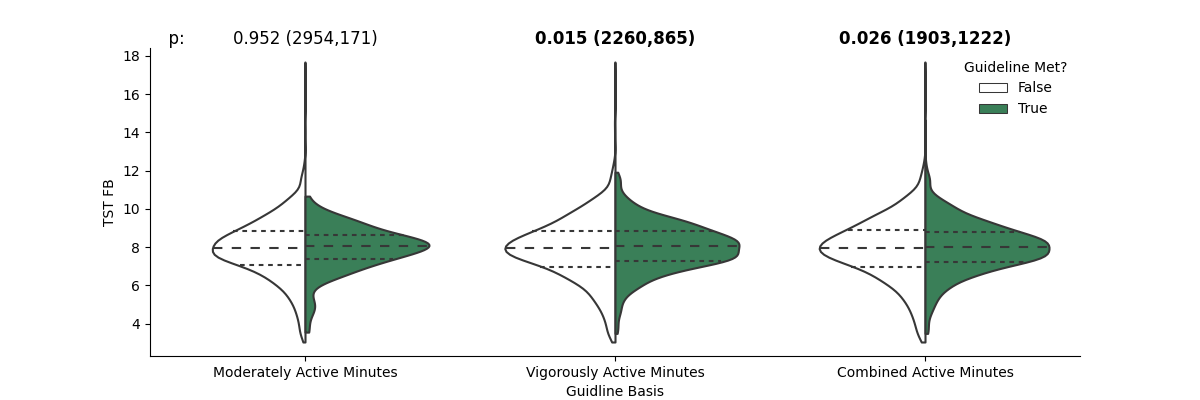 p: 0.952 (2954,171) 0.015 (2260,865) 0.026 (1903,1222)
Guideline Met?
False
True
18
16
14
12
10
8
6
4
TST FB
Moderately Active Minutes Vigorously Active Minutes Combined Active Minutes
Guidline Basis